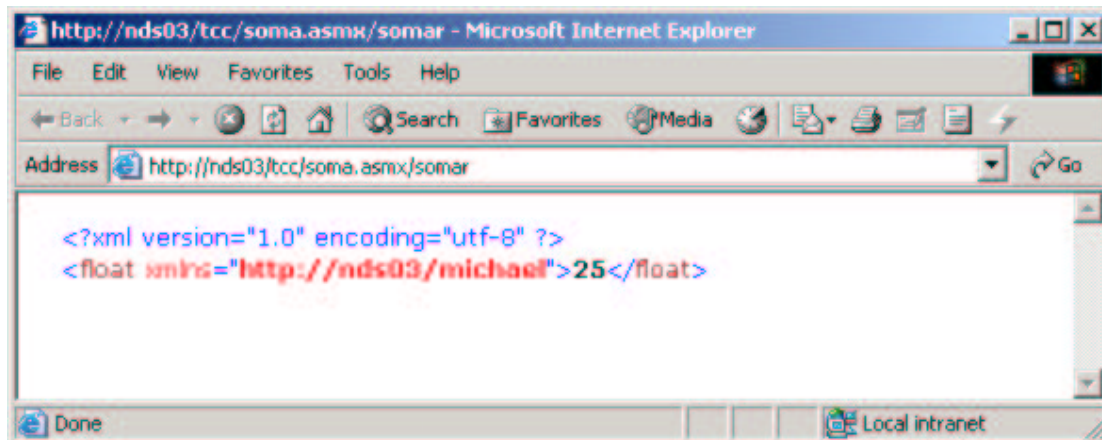 http://nds03/tcc/soma.asmx/somar - Microsoft Internet Explorer
File Edit View Favorites Tools Help
Back Search Favorites Media
Address http://nds03/tcc/soma.asmx/somar Go
<?xml version="1.0" encoding="utf-8" ?>
<float xmlns="http://nds03/michael">25</float>
Done Local intranet